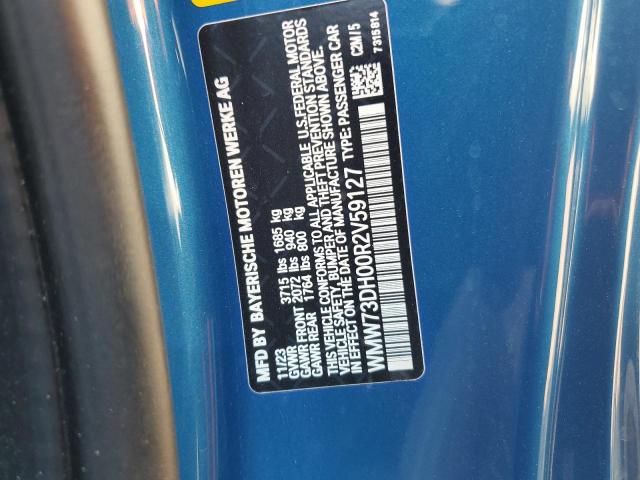 MFD BY BAYERISCHE MOTOREN WERKE AG
11/23
GVWR 3715 lbs 1685 kg
GAWR FRONT 2072 lbs 940 kg
GAWR REAR 1764 lbs 800 kg
THIS VEHICLE CONFORMS TO ALL APPLICABLE U.S.FEDERAL MOTOR
VEHICLE SAFETY, BUMPER AND THEFT PREVENTION STANDARDS
IN EFFECT ON THE DATE OF MANUFACTURE SHOWN ABOVE.
WMW73DH00R2V59127 TYPE: PASSENGER CAR
C2M/5
7315814